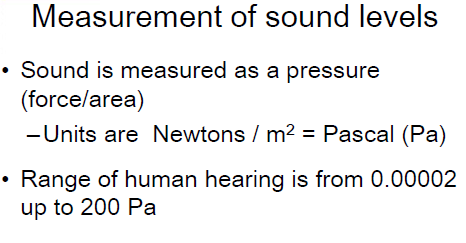 Measurement of sound levels
• Sound is measured as a pressure
(force/area)
–Units are Newtons / m² = Pascal (Pa)
• Range of human hearing is from 0.00002
up to 200 Pa